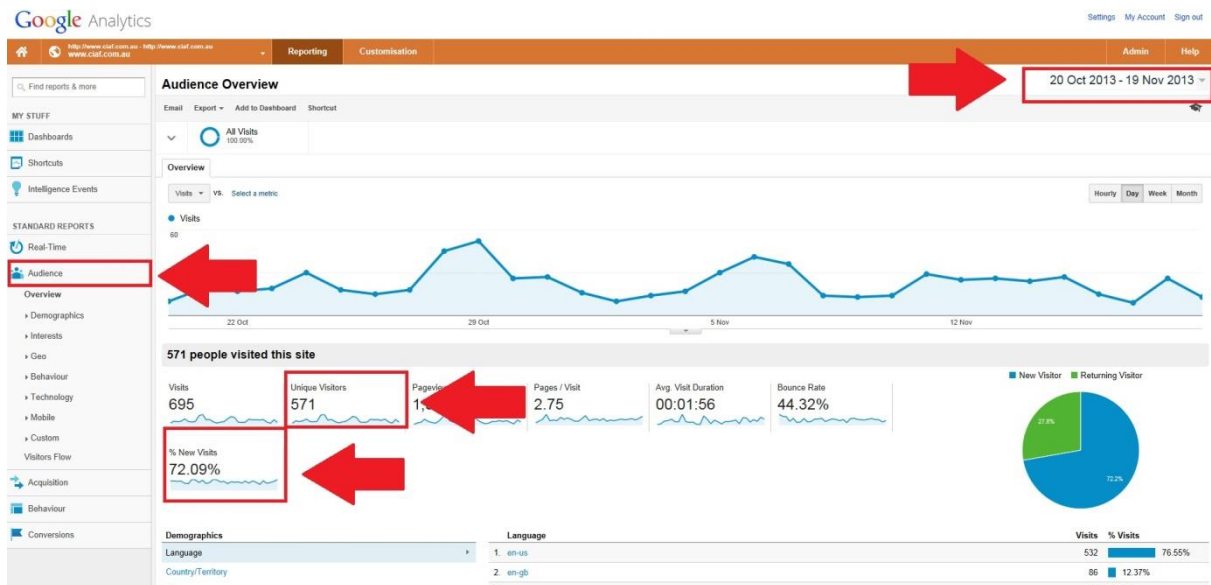 Google Analytics
Settings My Account Sign out
http://www.ciaf.com.au - http://www.ciaf.com.au
www.ciaf.com.au
Reporting Customisation Admin Help
Find reports & more
MY STUFF
Dashboards
Shortcuts
Intelligence Events
STANDARD REPORTS
Real-Time
Audience
Overview
Demographics
Interests
Geo
Behaviour
Technology
Mobile
Custom
Visitors Flow
Acquisition
Behaviour
Conversions
Audience Overview
20 Oct 2013 - 19 Nov 2013
Email Export Add to Dashboard Shortcut
All Visits
100.00%
Overview
Visits VS. Select a metric
Hourly Day Week Month
Visits
60
22 Oct 29 Oct 5 Nov 12 Nov
571 people visited this site
New Visitor Returning Visitor
Visits
695
Unique Visitors
571
Pages / Visit
2.75
Avg. Visit Duration
00:01:56
Bounce Rate
44.32%
% New Visits
72.09%
27.8%
72.2%
Demographics
Language
Country/Territory
Language Visits % Visits
1. en-us 532 76.55%
2. en-gb 86 12.37%